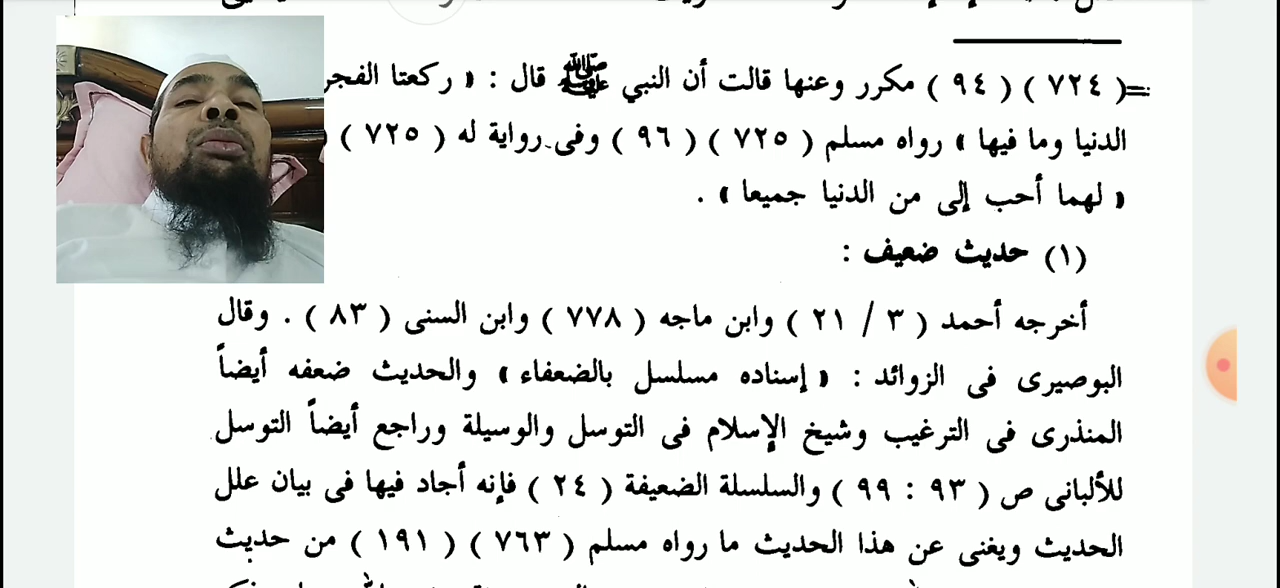 =( ٧٢٤ ) ( ٩٤ ) مكرر وعنها قالت أن النبي ﷺ قال : « ركعتا الفجر
الدنيا وما فيها » رواه مسلم ( ٧٢٥ ) ( ٩٦ ) وفى رواية له ( ٧٢٥ ) (
« لهما أحب إلى من الدنيا جميعا » .
(١) حديث ضعيف :
أخرجه أحمد ( ٣ / ٢١ ) وابن ماجه ( ٧٧٨ ) وابن السنى ( ٨٣ ) . وقال
البوصيرى فى الزوائد : « إسناده مسلسل بالضعفاء » والحديث ضعفه أيضاً
المنذرى فى الترغيب وشيخ الإسلام فى التوسل والوسيلة وراجع أيضاً التوسل
للألبانى ص ( ٩٣ : ٩٩ ) والسلسلة الضعيفة ( ٢٤ ) فإنه أجاد فيها فى بيان علل
الحديث ويغنى عن هذا الحديث ما رواه مسلم ( ٧٦٣ ) ( ١٩١ ) من حديث